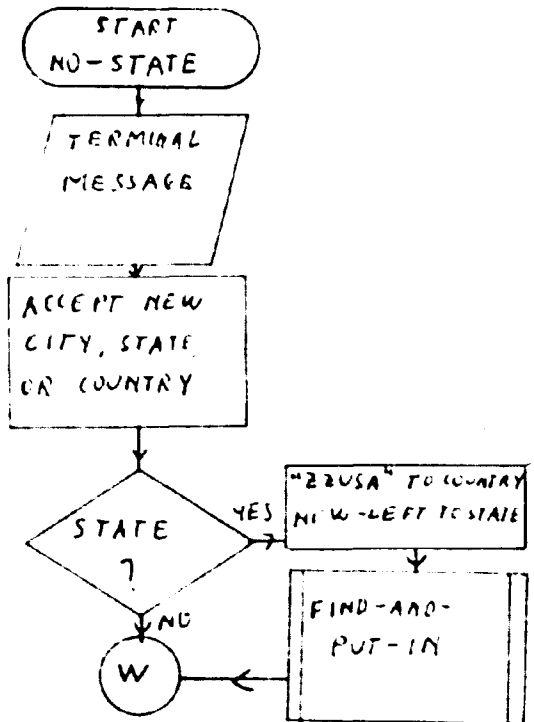 START
NO-STATE
TERMINAL
MESSAGE
ACCEPT NEW
CITY, STATE
OR COUNTRY
STATE
?
YES
"ZZUSA" TO COUNTRY
NEW-LEFT TO STATE
NO
FIND-AND-
PUT-IN
W